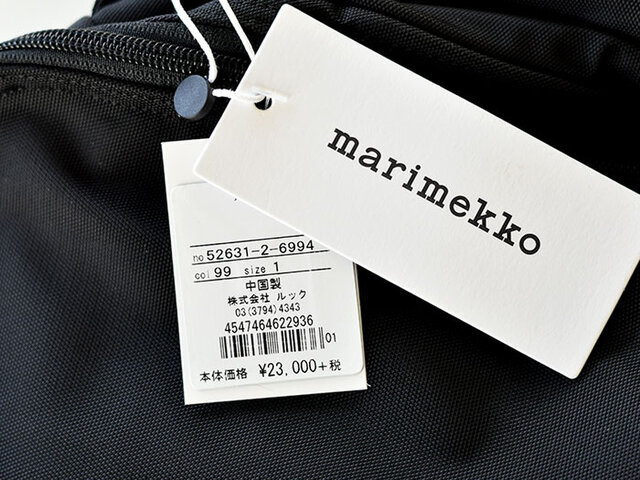 marimekko
no 52631-2-6994
col 99 size 1
中国製
株式会社 ルック
03(3794)4343
4547464622936
01
本体価格 ¥23,000+税